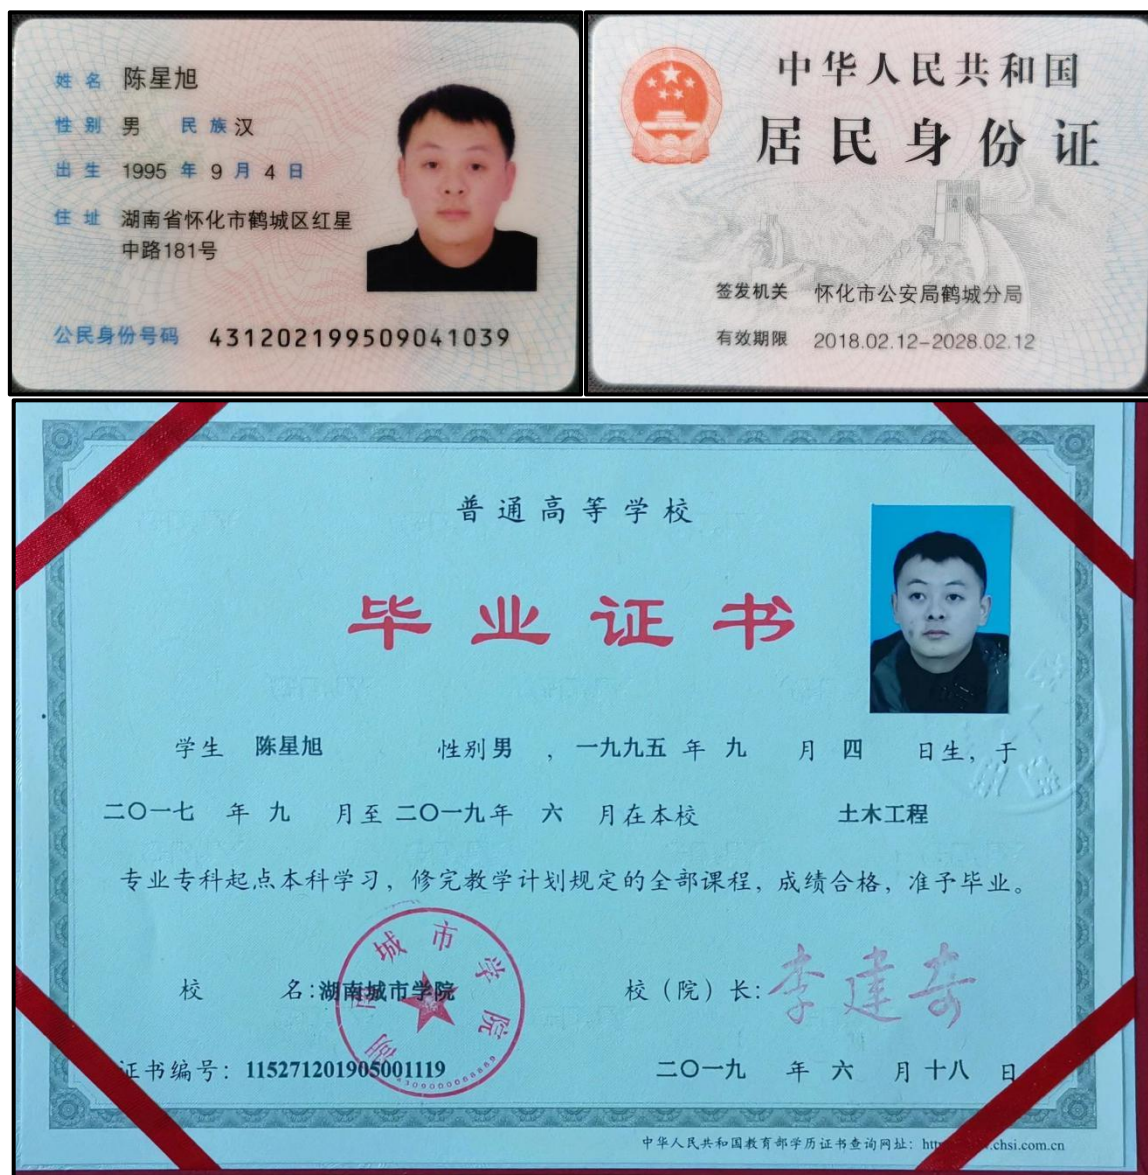 姓名 陈星旭
性别 男 民族 汉
出生 1995 年 9 月 4 日
住址 湖南省怀化市鹤城区红星
中路181号
公民身份号码 431202199509041039
中华人民共和国
居民身份证
签发机关 怀化市公安局鹤城分局
有效期限 2018.02.12-2028.02.12
普通高等学校
毕业证书
学生 陈星旭 性别 男 , 一九九五 年 九 月 四 日生, 于
二〇一七 年 九 月至 二〇一九 年 六 月在本校 土木工程
专业专科起点本科学习, 修完教学计划规定的全部课程, 成绩合格, 准予毕业。
校 名: 湖南城市学院 校(院)长: 李建奇
湖南城市学院
证书编号: 115271201905001119 二〇一九 年 六 月 十八 日
中华人民共和国教育部学历证书查询网址: chsi.com.cn